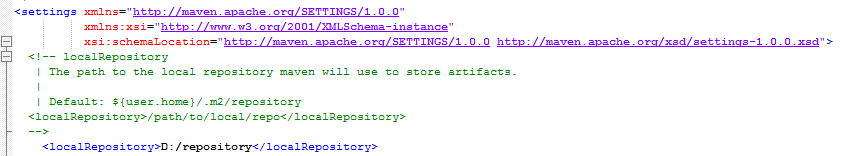 <settings xmlns="http://maven.apache.org/SETTINGS/1.0.0"
xmlns:xsi="http://www.w3.org/2001/XMLSchema-instance"
xsi:schemaLocation="http://maven.apache.org/SETTINGS/1.0.0 http://maven.apache.org/xsd/settings-1.0.0.xsd">
<!-- localRepository
| The path to the local repository maven will use to store artifacts.
|
| Default: ${user.home}/.m2/repository
<localRepository>/path/to/local/repo</localRepository>
-->
<localRepository>D:/repository</localRepository>